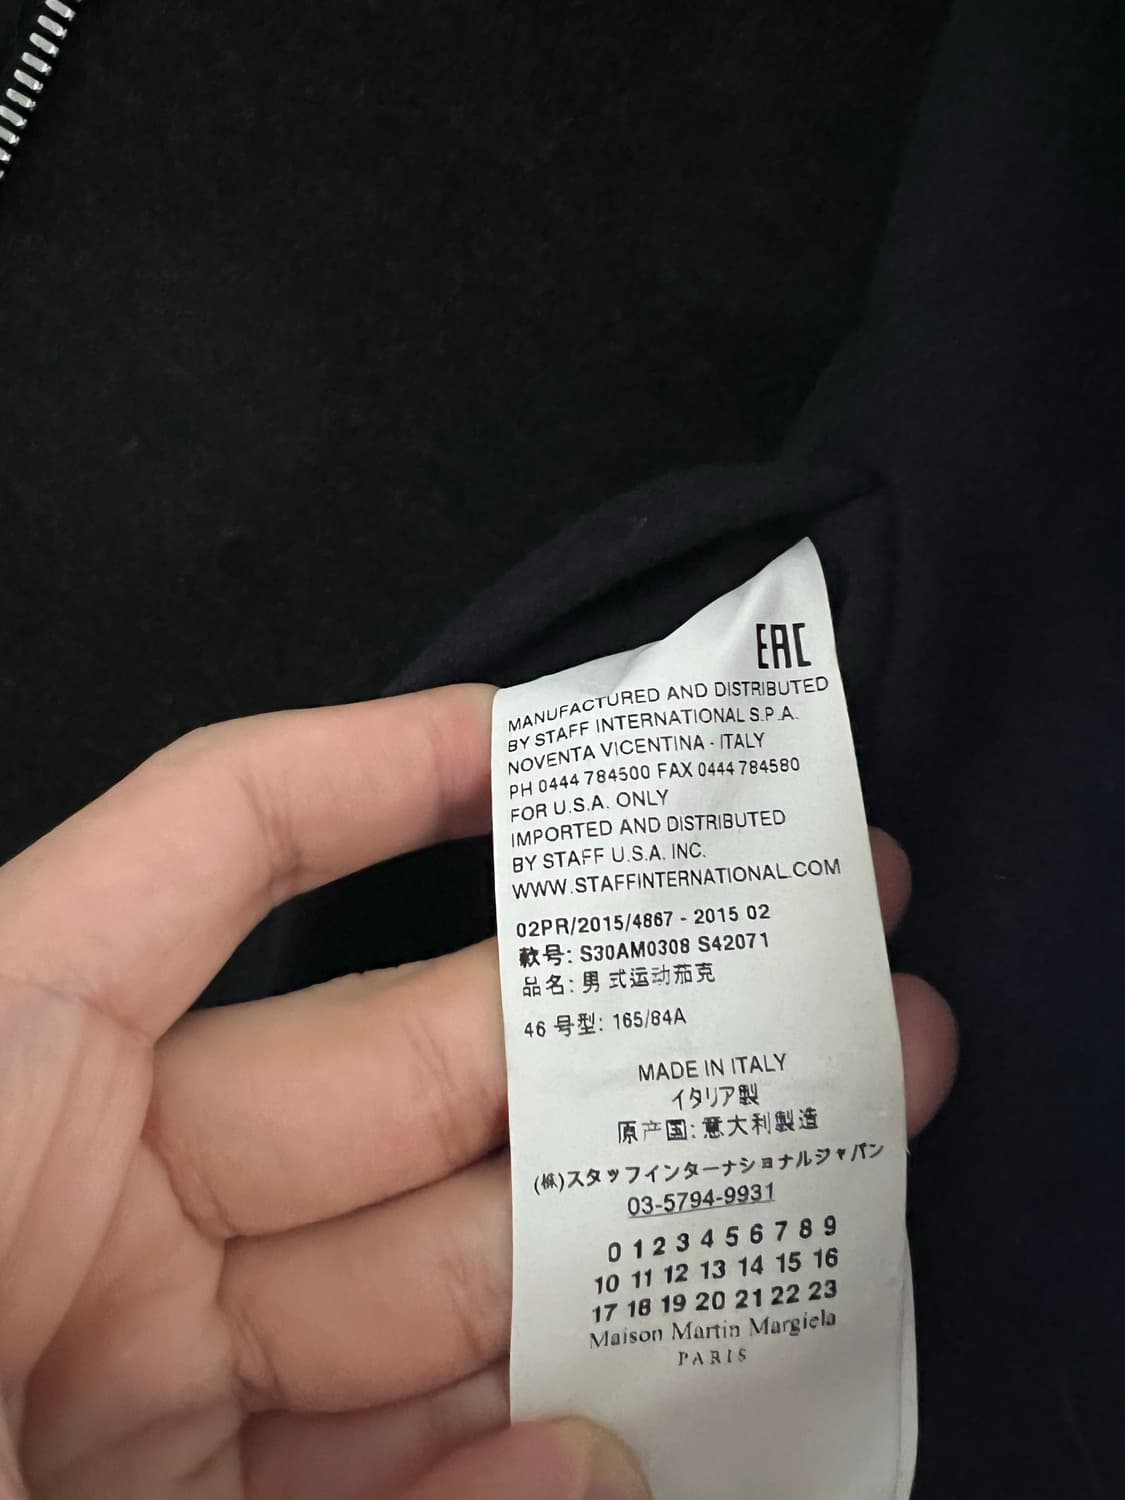 EAC
MANUFACTURED AND DISTRIBUTED
BY STAFF INTERNATIONAL S.P.A.
NOVENTA VICENTINA - ITALY
PH 0444 784500 FAX 0444 784580
FOR U.S.A. ONLY
IMPORTED AND DISTRIBUTED
BY STAFF U.S.A. INC.
WWW.STAFFINTERNATIONAL.COM
02PR/2015/4867 - 2015 02
款号: S30AM0308 S42071
品名: 男 式运动茄克
46 号型: 165/84A
MADE IN ITALY
イタリア製
原产国: 意大利製造
(株)スタッフインターナショナルジャパン
03-5794-9931
0 1 2 3 4 5 6 7 8 9
10 11 12 13 14 15 16
17 18 19 20 21 22 23
Maison Martin Margiela
PARIS